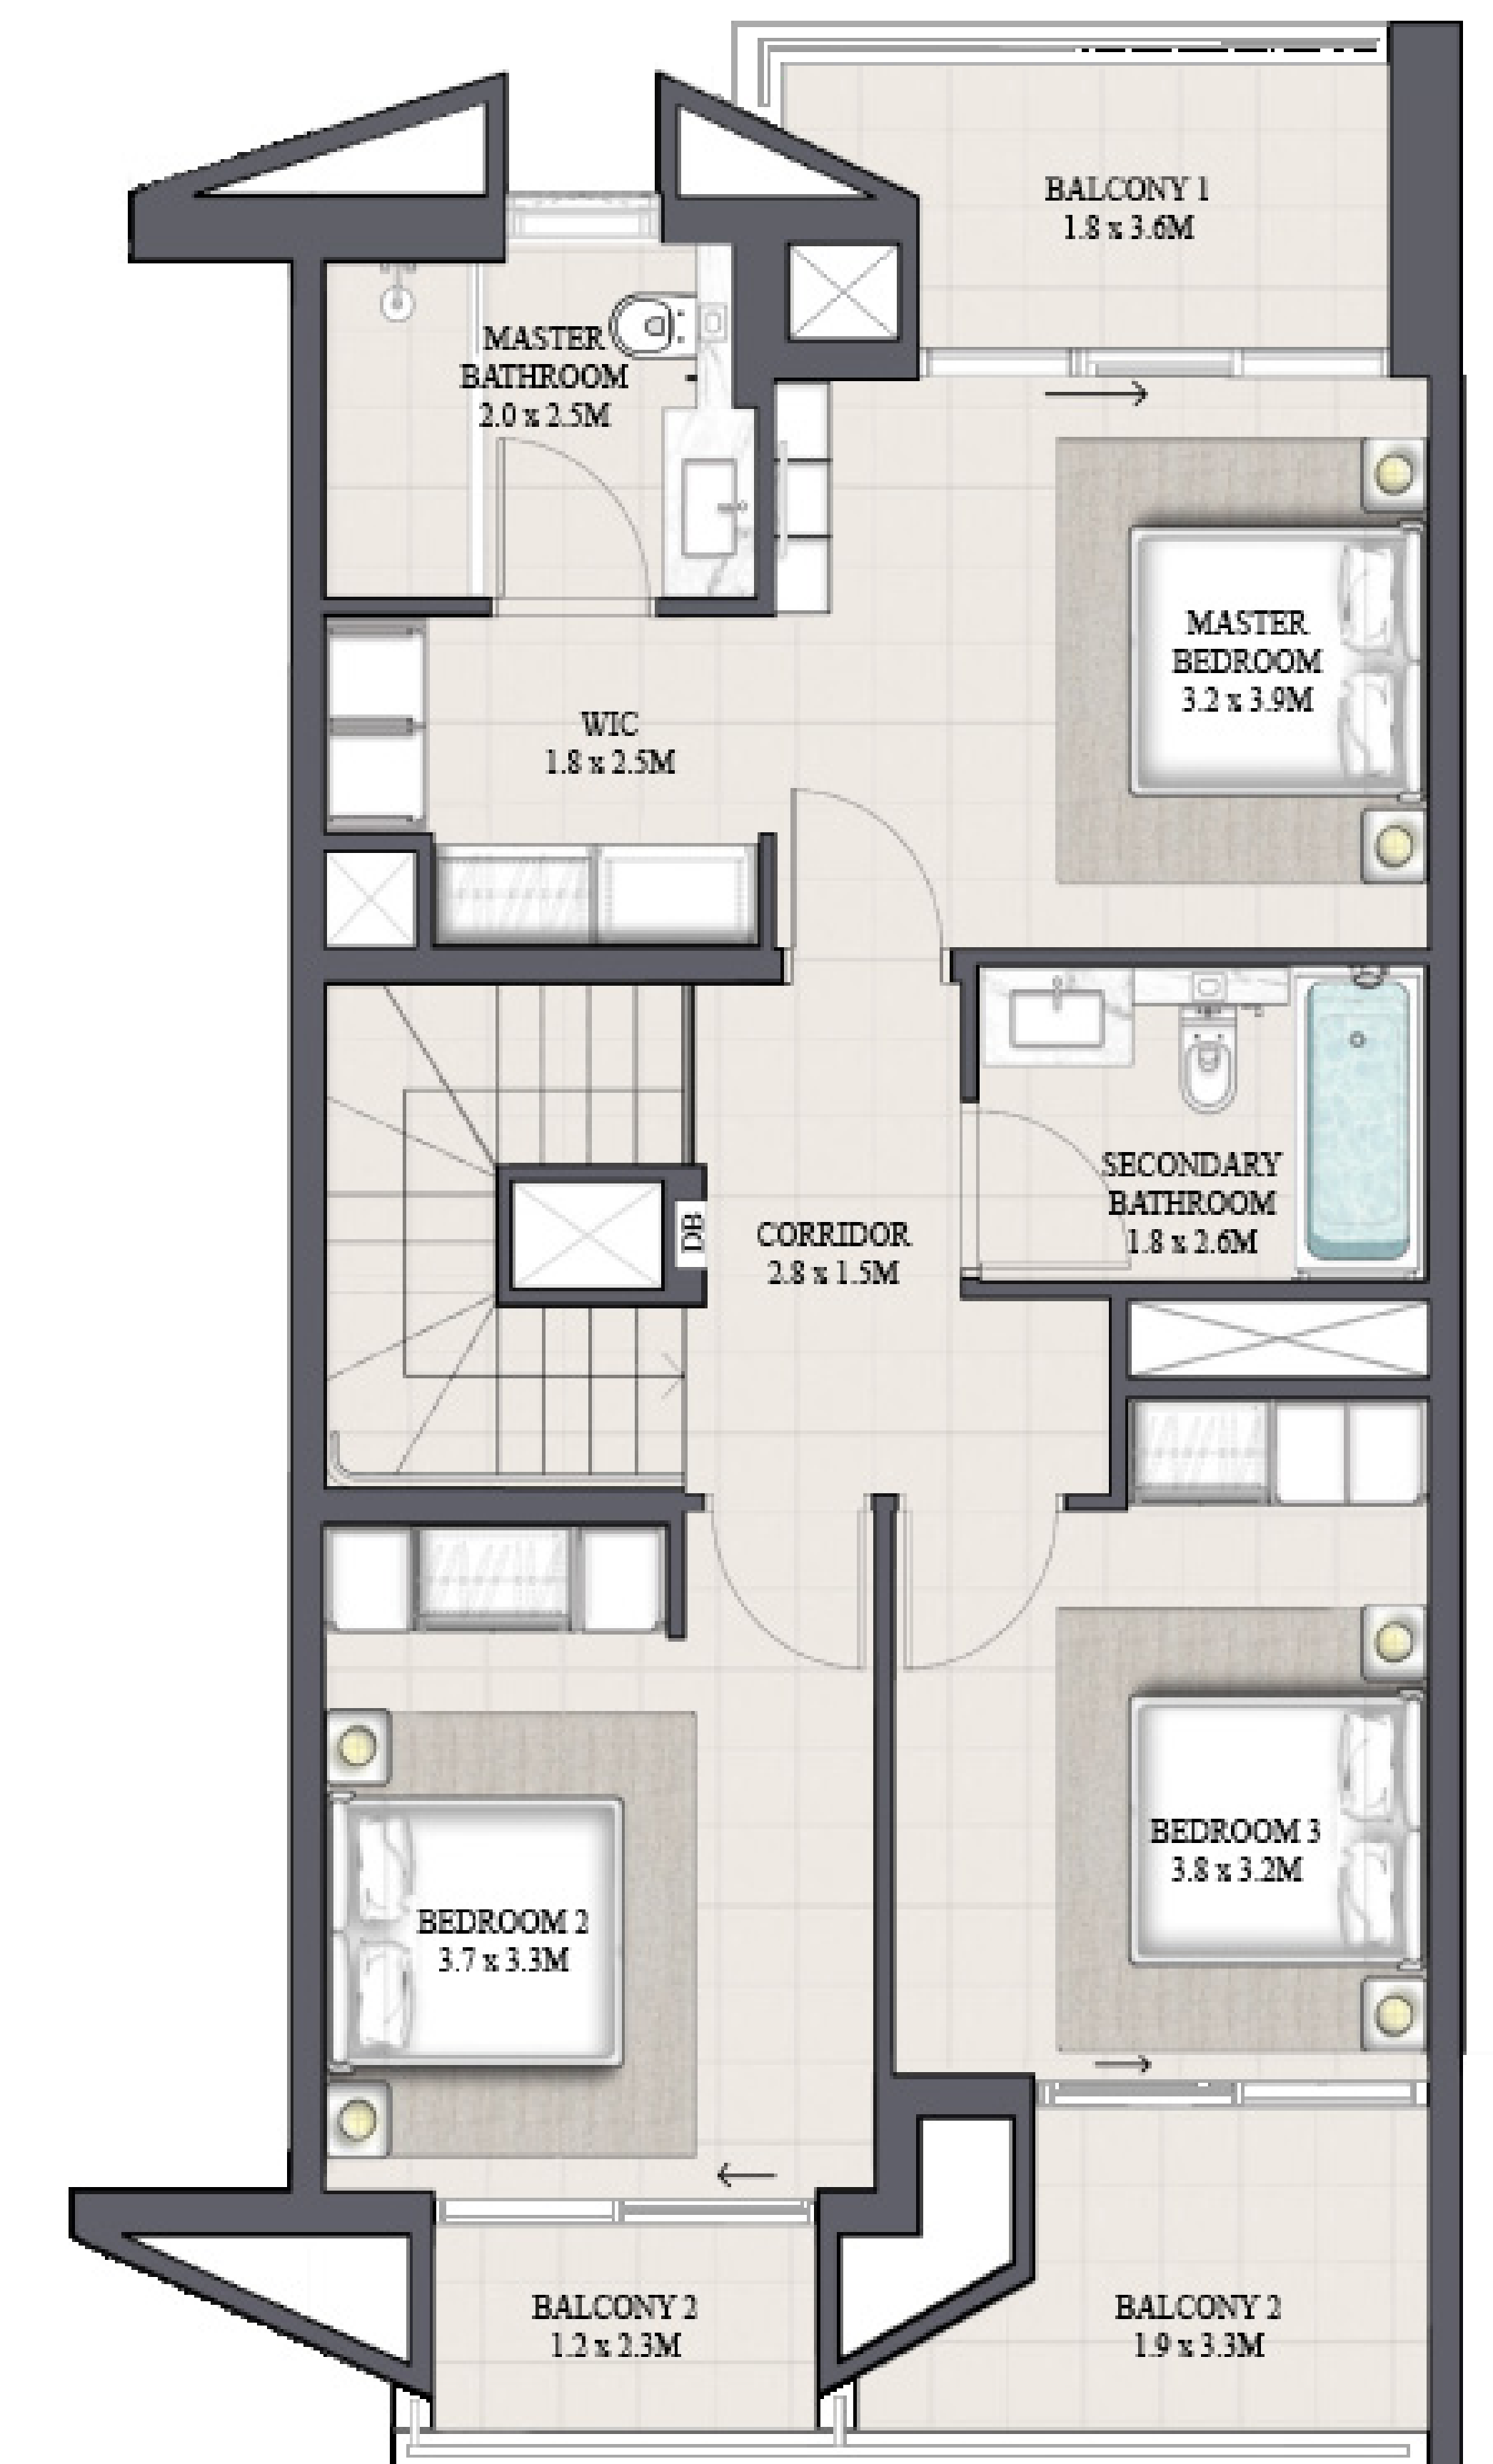 BALCONY 1
1.8 x 3.6M
MASTER
BATHROOM
2.0 x 2.5M
MASTER
BEDROOM
3.2 x 3.9M
WIC
1.8 x 2.5M
SECONDARY
BATHROOM
1.8 x 2.6M
DB
CORRIDOR
2.8 x 1.5M
BEDROOM 3
3.8 x 3.2M
BEDROOM 2
3.7 x 3.3M
BALCONY 2
1.2 x 2.3M
BALCONY 2
1.9 x 3.3M